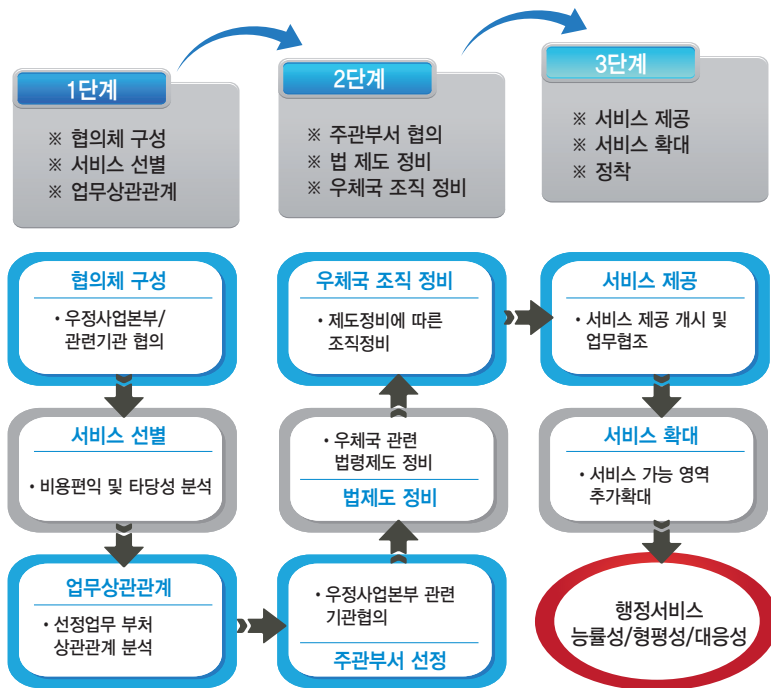 1단계
※ 협의체 구성
※ 서비스 선별
※ 업무상관관계
2단계
※ 주관부서 협의
※ 법 제도 정비
※ 우체국 조직 정비
3단계
※ 서비스 제공
※ 서비스 확대
※ 정착
협의체 구성
• 우정사업본부/
관련기관 협의
서비스 선별
• 비용편익 및 타당성 분석
업무상관관계
• 선정업무 부처
상관관계 분석
우체국 조직 정비
• 제도정비에 따른
조직정비
• 우체국 관련
법령제도 정비
법제도 정비
• 우정사업본부 관련
기관협의
주관부서 선정
서비스 제공
• 서비스 제공 개시 및
업무협조
서비스 확대
• 서비스 가능 영역
추가확대
행정서비스
능률성/형평성/대응성